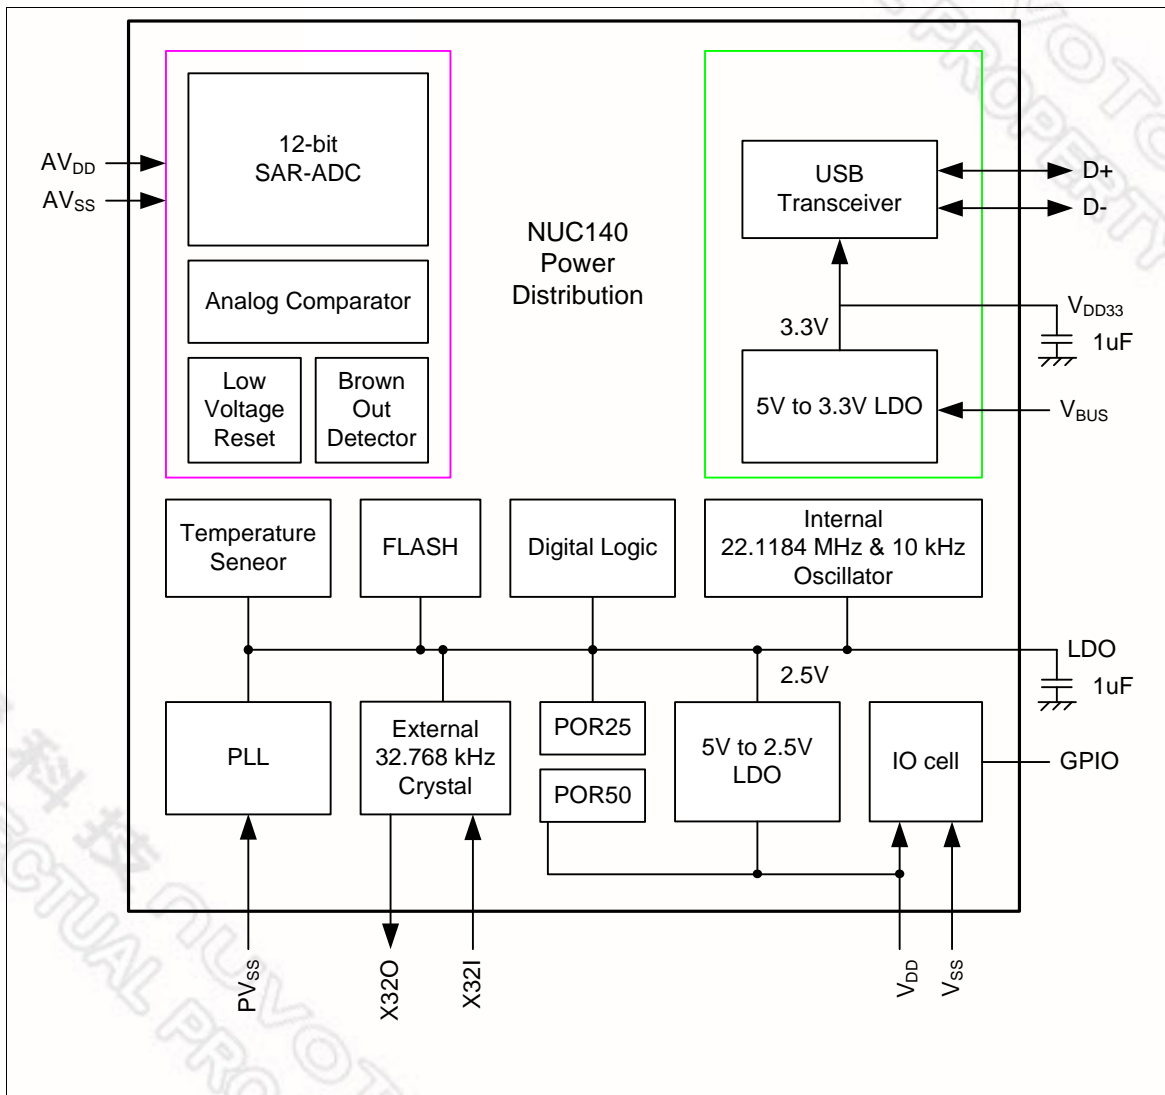 12-bit
SAR-ADC
AVDD
AVSS
Analog Comparator
Low
Voltage
Reset
Brown
Out
Detector
NUC140
Power
Distribution
USB
Transceiver
D+
D-
3.3V
VDD33
1uF
5V to 3.3V LDO
VBUS
Temperature
Seneor
FLASH
Digital Logic
Internal
22.1184 MHz & 10 kHz
Oscillator
2.5V
LDO
1uF
PLL
External
32.768 kHz
Crystal
POR25
POR50
5V to 2.5V
LDO
IO cell
GPIO
PVSS
X32O
X32I
VDD
VSS